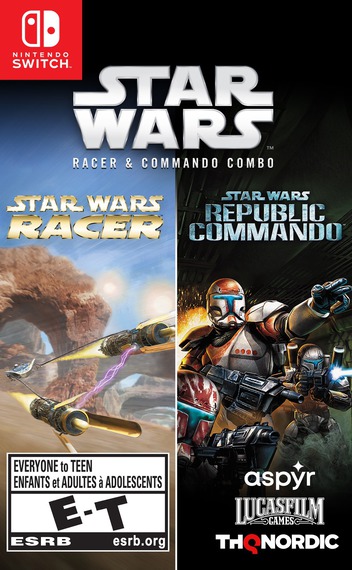 NINTENDO
SWITCH
STAR
WARS
™
RACER & COMMANDO COMBO
STAR WARS
RACER
STAR WARS
REPUBLIC
COMMANDO
EVERYONE to TEEN
ENFANTS et ADULTES à ADOLESCENTS
E-T
ESRB esrb.org
aspyr
LUCASFILM
GAMES
THQNORDIC